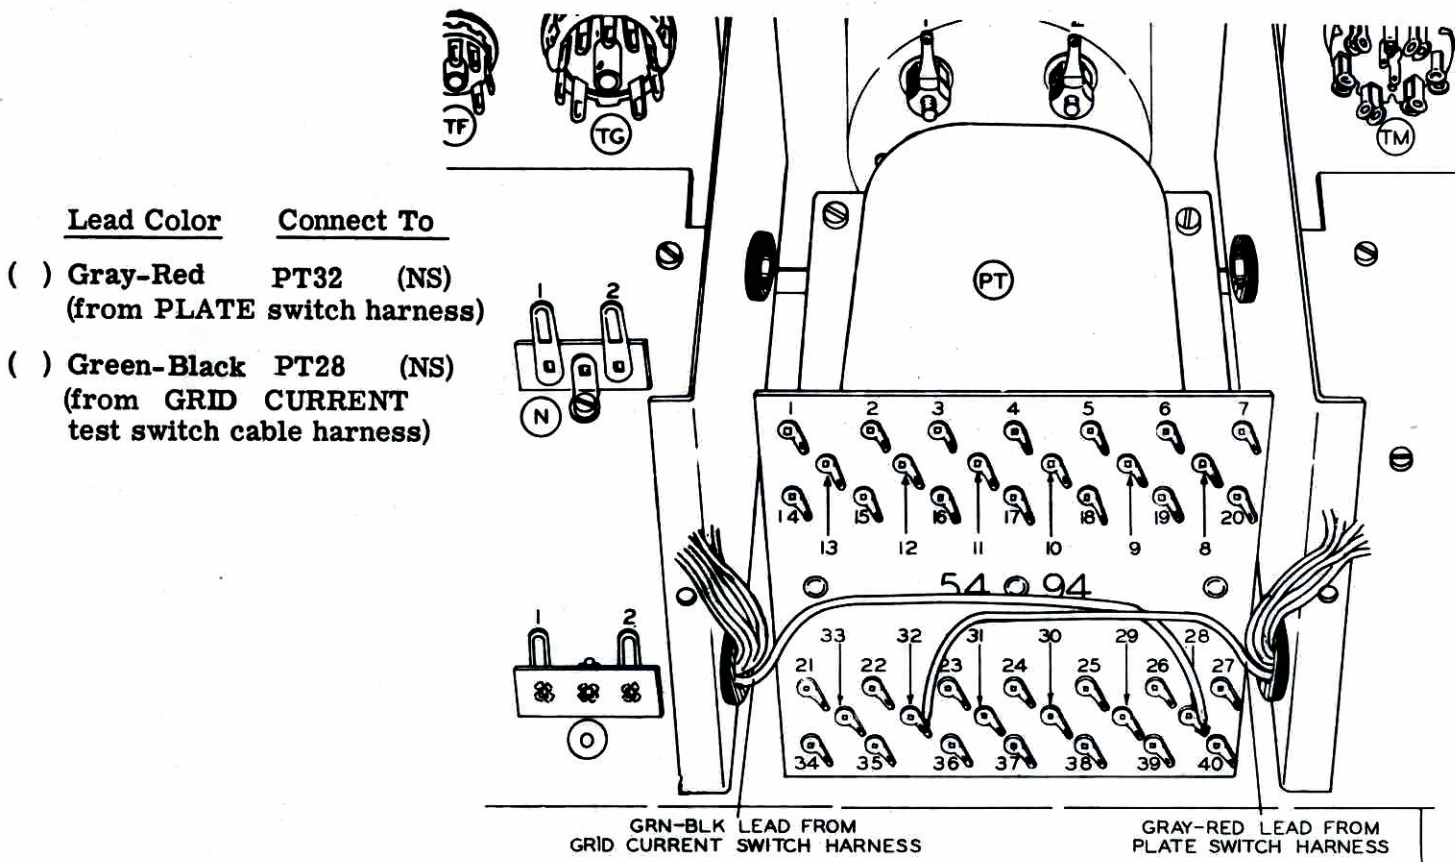 TF
TG
TM
Lead Color Connect To
( ) Gray-Red PT32 (NS)
(from PLATE switch harness)
( ) Green-Black PT28 (NS)
(from GRID CURRENT
test switch cable harness)
1 2
N
PT
1 2 3 4 5 6 7
14 15 16 17 18 19 20
13 12 11 10 9 8
54 94
1 2
O
33 32 31 30 29 28
21 22 23 24 25 26 27
34 35 36 37 38 39 40
GRN-BLK LEAD FROM
GRID CURRENT SWITCH HARNESS
GRAY-RED LEAD FROM
PLATE SWITCH HARNESS